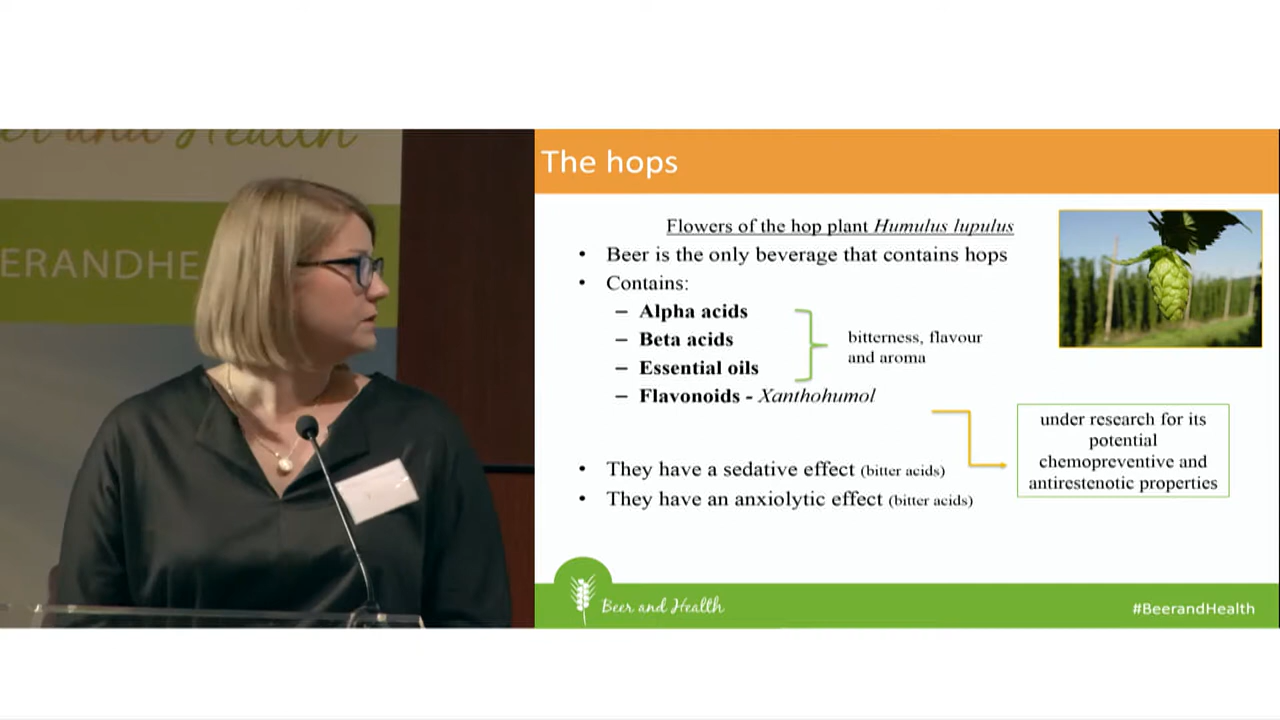 er and Health
ERANDHE
The hops
Flowers of the hop plant Humulus lupulus
• Beer is the only beverage that contains hops
• Contains:
– Alpha acids
– Beta acids
– Essential oils
– Flavonoids - Xanthohumol
bitterness, flavour
and aroma
under research for its
potential
chemopreventive and
antirestenotic properties
• They have a sedative effect (bitter acids)
• They have an anxiolytic effect (bitter acids)
Beer and Health
#BeerandHealth